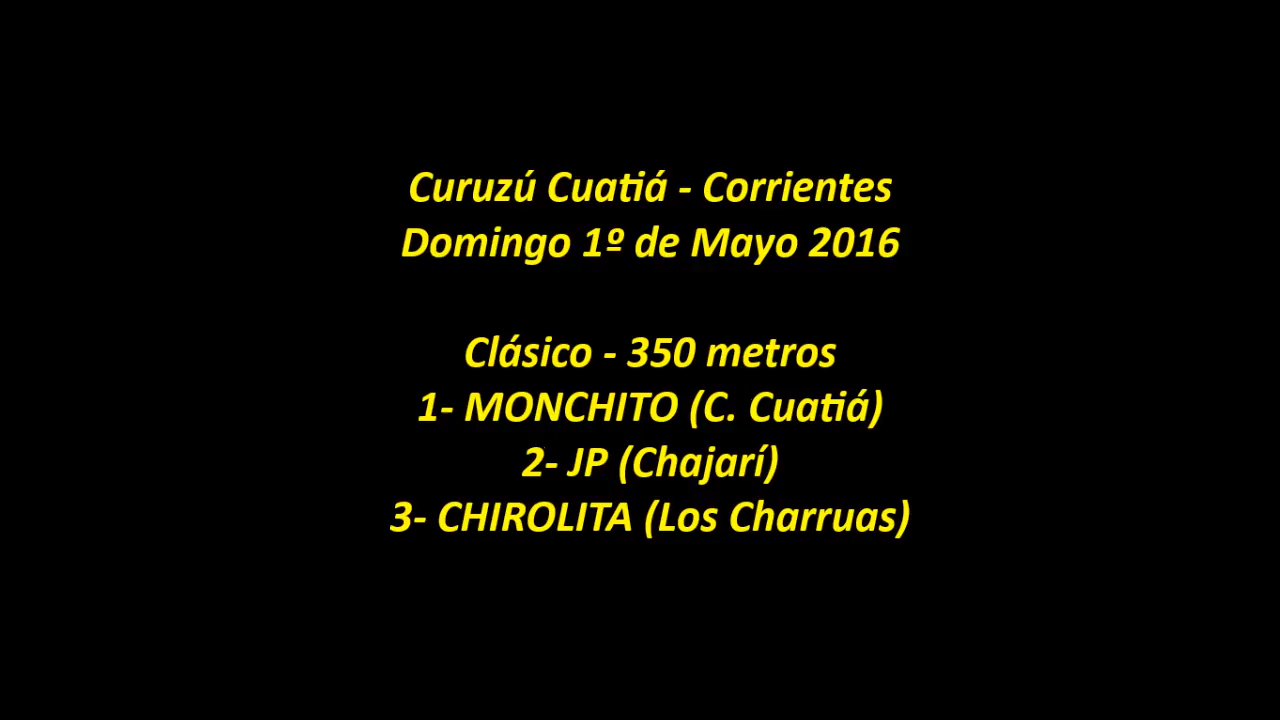 Curuzú Cuatiá - Corrientes
Domingo 1º de Mayo 2016
Clásico - 350 metros
1- MONCHITO (C. Cuatiá)
2- JP (Chajarí)
3- CHIROLITA (Los Charruas)